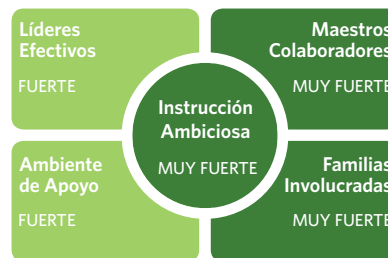 Líderes
Efectivos
FUERTE
Maestros
Colaboradores
MUY FUERTE
Instrucción
Ambiciosa
MUY FUERTE
Ambiente
de Apoyo
FUERTE
Familias
Involucradas
MUY FUERTE